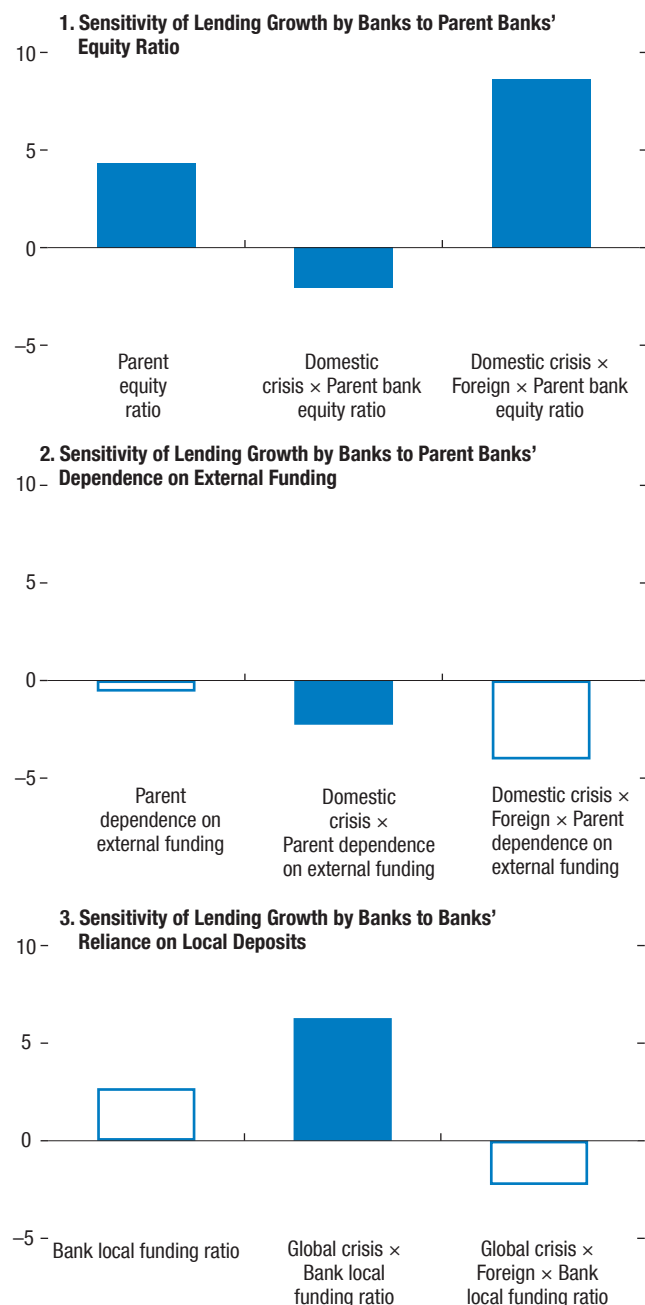 1. Sensitivity of Lending Growth by Banks to Parent Banks’
Equity Ratio
10
5
0
–5
Parent
equity
ratio
Domestic
crisis × Parent bank
equity ratio
Domestic crisis ×
Foreign × Parent bank
equity ratio
2. Sensitivity of Lending Growth by Banks to Parent Banks’
Dependence on External Funding
10
5
0
–5
Parent
dependence on
external funding
Domestic
crisis ×
Parent dependence
on external funding
Domestic crisis ×
Foreign × Parent
dependence on
external funding
3. Sensitivity of Lending Growth by Banks to Banks’
Reliance on Local Deposits
10
5
0
–5
Bank local funding ratio
Global crisis ×
Bank local
funding ratio
Global crisis ×
Foreign × Bank
local funding ratio